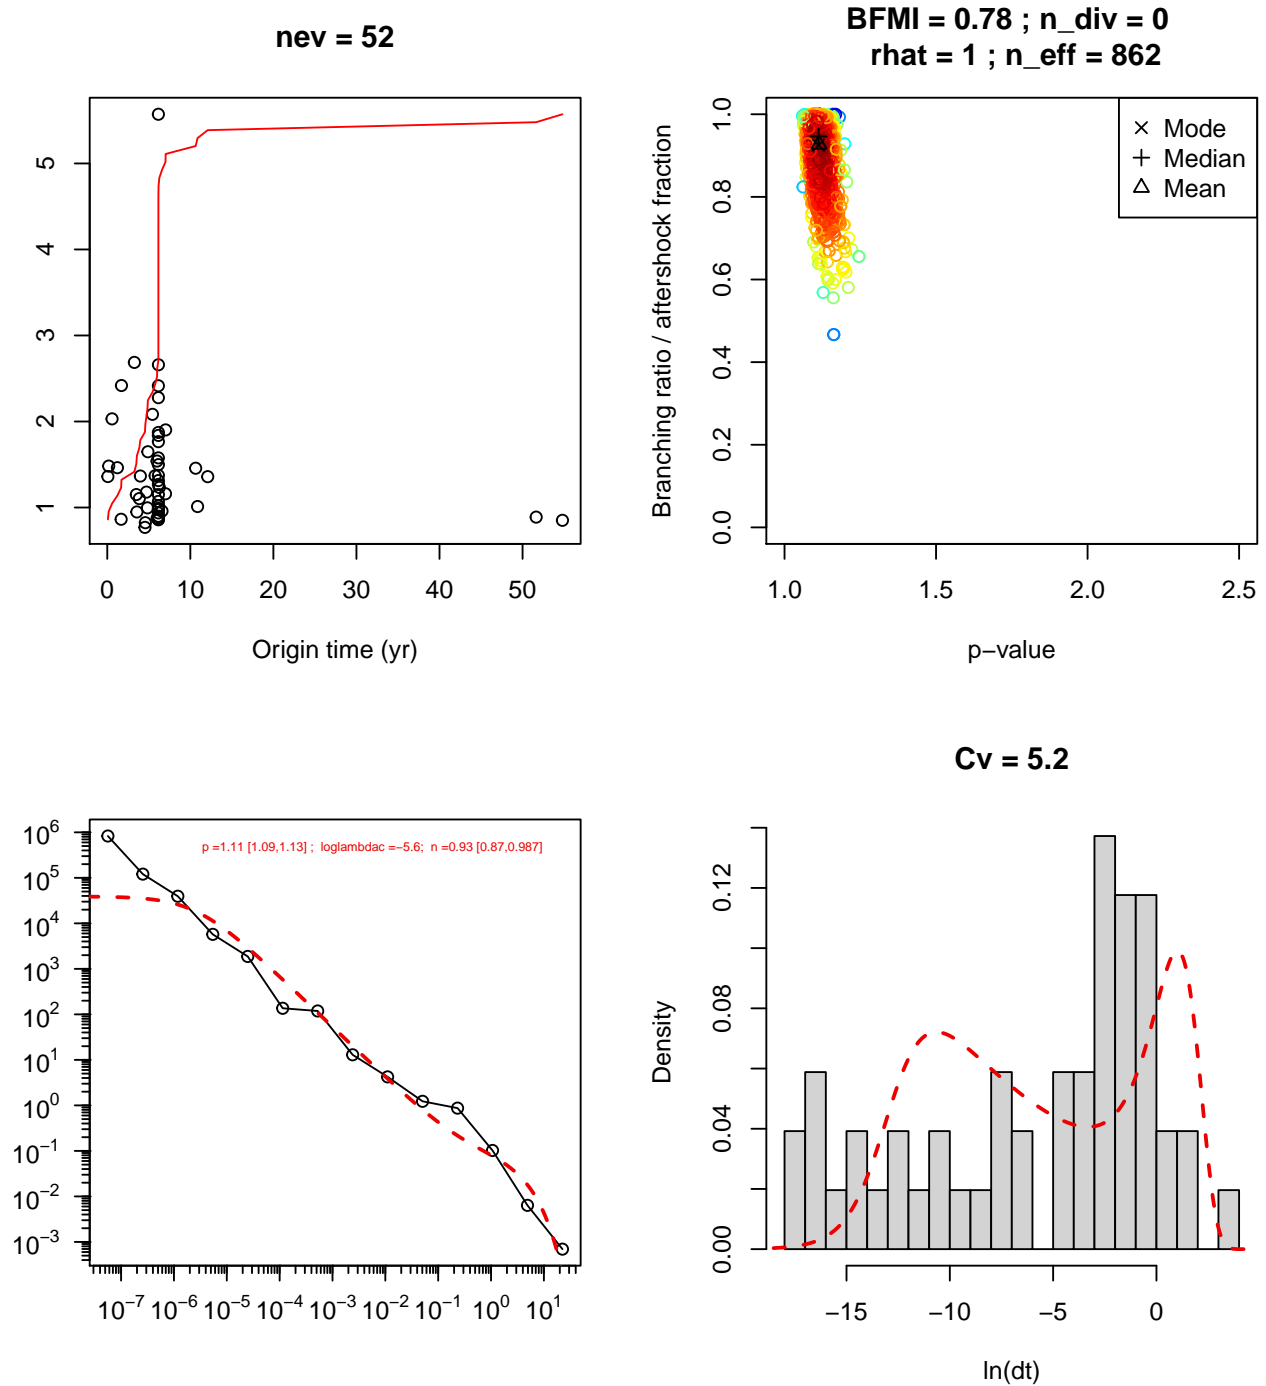 nev = 52
5
4
3
2
1
0 10 20 30 40 50
Origin time (yr)
BFMI = 0.78 ; n_div = 0
rhat = 1 ; n_eff = 862
Branching ratio / aftershock fraction
1.0
0.8
0.6
0.4
0.2
0.0
Mode
Median
Mean
1.0 1.5 2.0 2.5
p−value
10^6
10^5
10^4
10^3
10^2
10^1
10^0
10^−1
10^−2
10^−3
p =1.11 [1.09,1.13] ; loglambdac =−5.6; n =0.93 [0.87,0.987]
10^−7 10^−6 10^−5 10^−4 10^−3 10^−2 10^−1 10^0 10^1
Cv = 5.2
Density
0.12
0.08
0.04
0.00
−15 −10 −5 0
ln(dt)